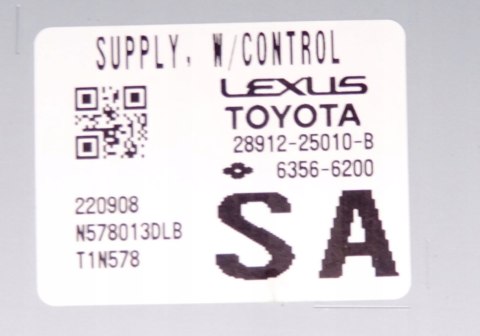 SUPPLY, W/CONTROL
LEXUS
TOYOTA
28912-25010-B
6356-6200
220908
N578013DLB
T1N578
SA